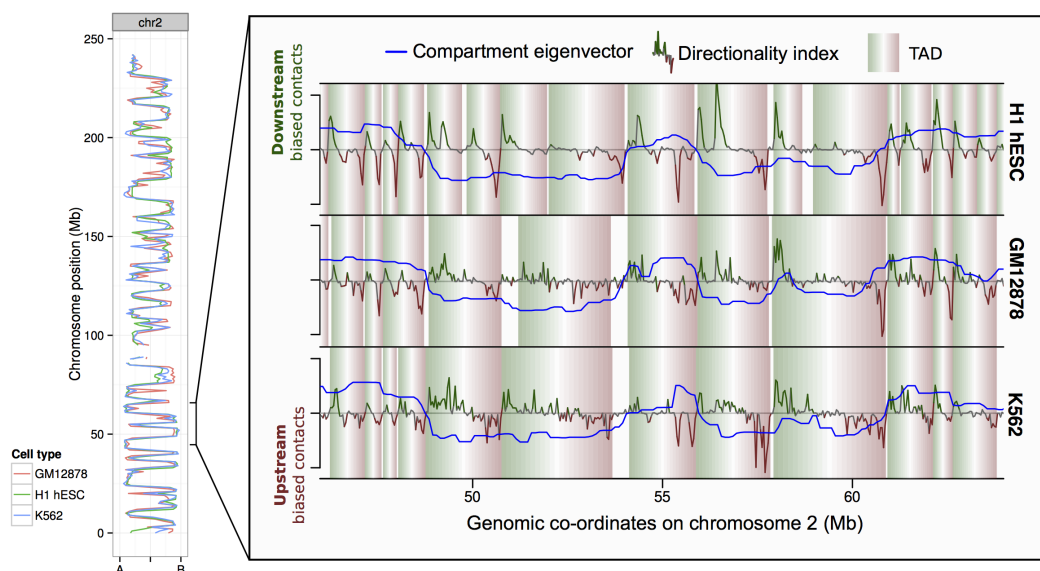 chr2
250
200
150
100
50
0
Chromosome position (Mb)
A
B
Cell type
GM12878
H1 hESC
K562
Compartment eigenvector
Directionality index
TAD
Downstream
biased contacts
Upstream
biased contacts
H1 hESC
GM12878
K562
50
55
60
Genomic co-ordinates on chromosome 2 (Mb)